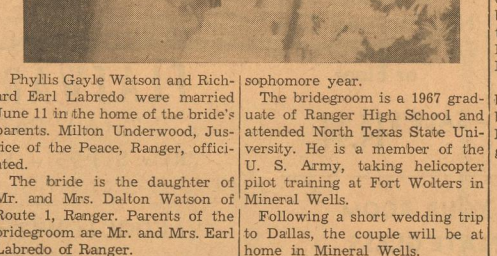 Phyllis Gayle Watson and Rich-
ard Earl Labredo were married
June 11 in the home of the bride's
parents. Milton Underwood, Jus-
tice of the Peace, Ranger, offici-
ated.
The bride is the daughter of
Mr. and Mrs. Dalton Watson of
Route 1, Ranger. Parents of the
bridegroom are Mr. and Mrs. Earl
Labredo of Ranger.
sophomore year.
The bridegroom is a 1967 grad-
uate of Ranger High School and
attended North Texas State Uni-
versity. He is a member of the
U. S. Army, taking helicopter
pilot training at Fort Wolters in
Mineral Wells.
Following a short wedding trip
to Dallas, the couple will be at
home in Mineral Wells.